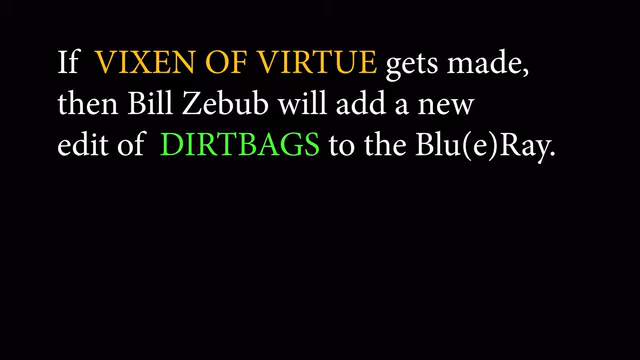 If VIXEN OF VIRTUE gets made,
then Bill Zebub will add a new
edit of DIRTBAGS to the Blu(e)Ray.